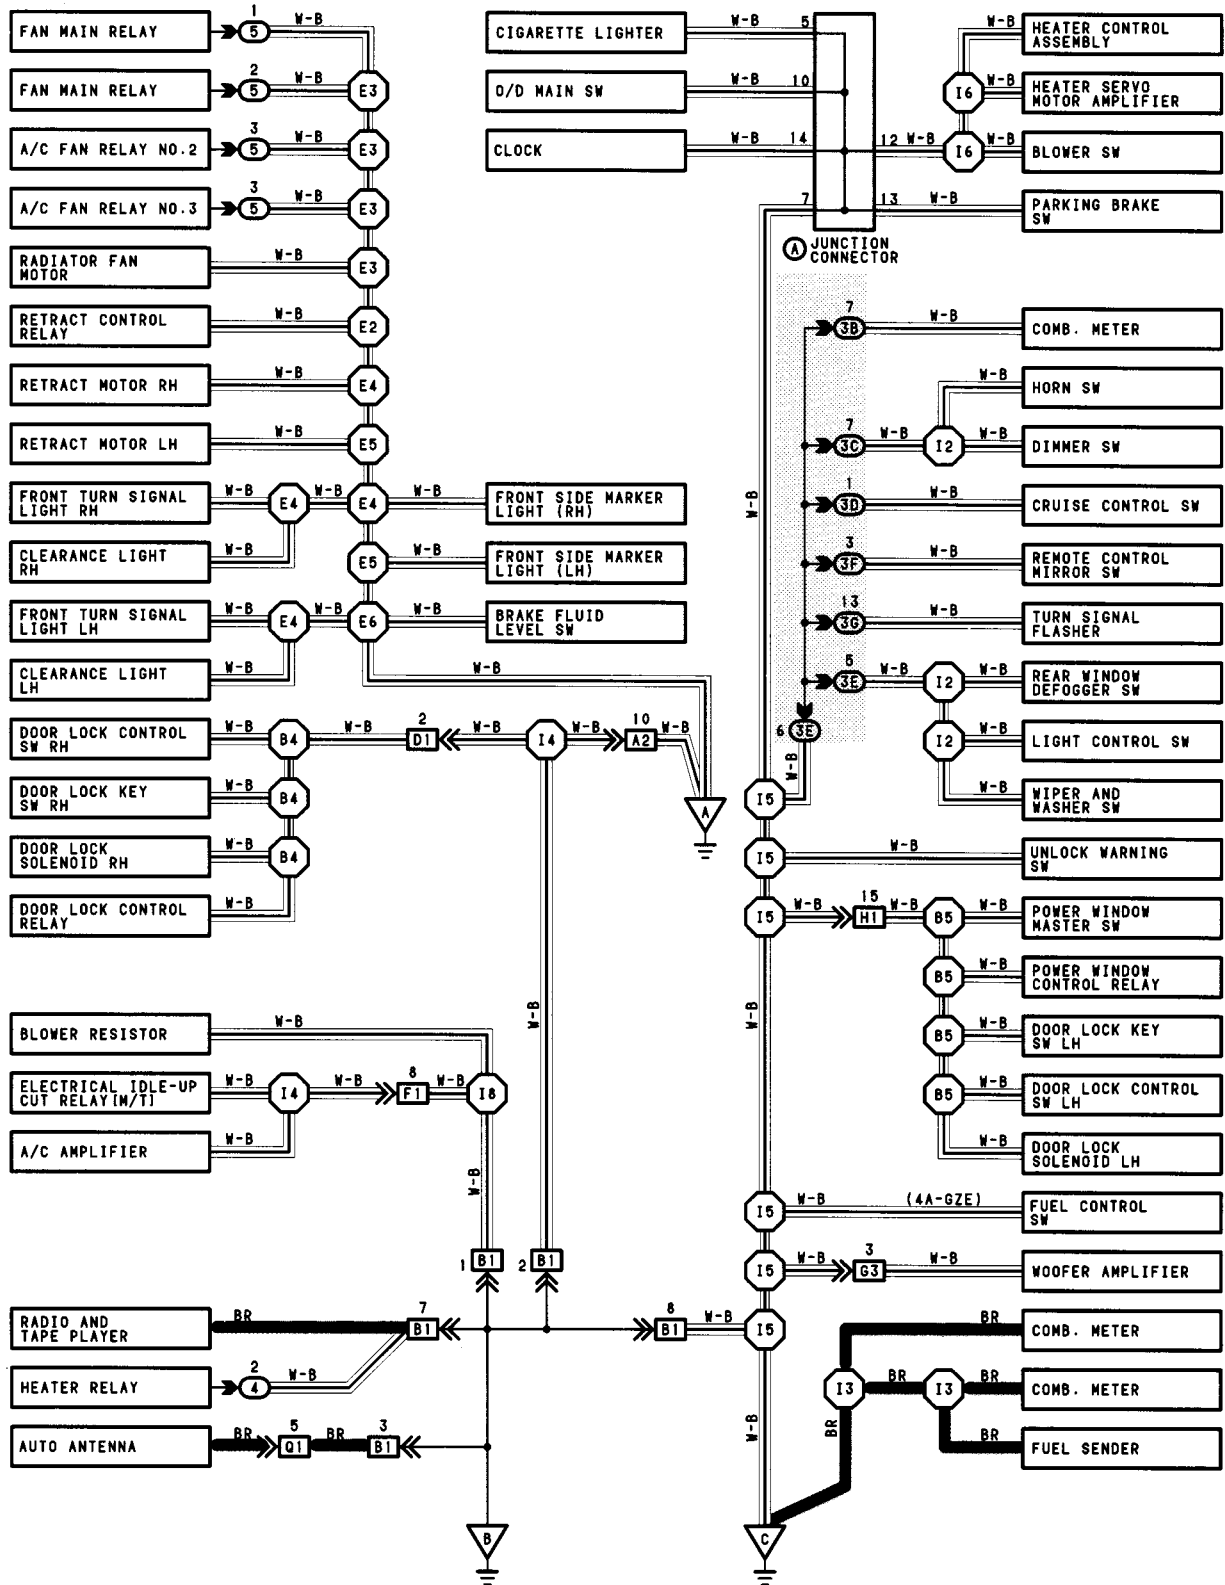 FAN MAIN RELAY
1
5
W-B
FAN MAIN RELAY
2
5
W-B
E3
A/C FAN RELAY NO.2
3
5
W-B
E3
A/C FAN RELAY NO.3
3
5
W-B
E3
RADIATOR FAN
MOTOR
W-B
E3
RETRACT CONTROL
RELAY
W-B
E2
RETRACT MOTOR RH
W-B
E4
RETRACT MOTOR LH
W-B
E5
FRONT TURN SIGNAL
LIGHT RH
W-B
E4
W-B
E4
W-B
FRONT SIDE MARKER
LIGHT (RH)
CLEARANCE LIGHT
RH
W-B
E5
W-B
FRONT SIDE MARKER
LIGHT (LH)
FRONT TURN SIGNAL
LIGHT LH
W-B
E4
W-B
E6
W-B
BRAKE FLUID
LEVEL SW
CLEARANCE LIGHT
LH
W-B
W-B
DOOR LOCK CONTROL
SW RH
W-B
B4
W-B
2
D1
W-B
I4
W-B
10
A2
W-B
A
DOOR LOCK KEY
SW RH
W-B
B4
DOOR LOCK
SOLENOID RH
W-B
B4
DOOR LOCK CONTROL
RELAY
W-B
W-B
BLOWER RESISTOR
W-B
ELECTRICAL IDLE-UP
CUT RELAY[M/T]
W-B
I4
W-B
8
F1
W-B
I8
A/C AMPLIFIER
W-B
W-B
1
B1
2
B1
RADIO AND
TAPE PLAYER
BR
7
B1
8
B1
W-B
I5
HEATER RELAY
2
4
W-B
AUTO ANTENNA
BR
5
Q1
BR
3
B1
B
CIGARETTE LIGHTER
W-B
5
O/D MAIN SW
W-B
10
CLOCK
W-B
14
7
12
W-B
13
W-B
A
JUNCTION
CONNECTOR
W-B
HEATER CONTROL
ASSEMBLY
I6
W-B
HEATER SERVO
MOTOR AMPLIFIER
I6
W-B
BLOWER SW
PARKING BRAKE
SW
7
3B
W-B
COMB. METER
W-B
HORN SW
7
3C
W-B
I2
W-B
DIMMER SW
1
3D
W-B
CRUISE CONTROL SW
W-B
3
3F
W-B
REMOTE CONTROL
MIRROR SW
13
3G
W-B
TURN SIGNAL
FLASHER
5
3E
W-B
I2
W-B
REAR WINDOW
DEFOGGER SW
6
3E
I2
W-B
LIGHT CONTROL SW
W-B
I5
W-B
WIPER AND
WASHER SW
I5
W-B
UNLOCK WARNING
SW
I5
W-B
15
H1
W-B
B5
W-B
POWER WINDOW
MASTER SW
B5
W-B
POWER WINDOW
CONTROL RELAY
W-B
B5
W-B
DOOR LOCK KEY
SW LH
B5
W-B
DOOR LOCK CONTROL
SW LH
W-B
DOOR LOCK
SOLENOID LH
I5
W-B
(4A-GZE)
FUEL CONTROL
SW
I5
W-B
3
G3
W-B
WOOFER AMPLIFIER
BR
COMB. METER
I3
BR
I3
BR
COMB. METER
W-B
BR
BR
FUEL SENDER
C